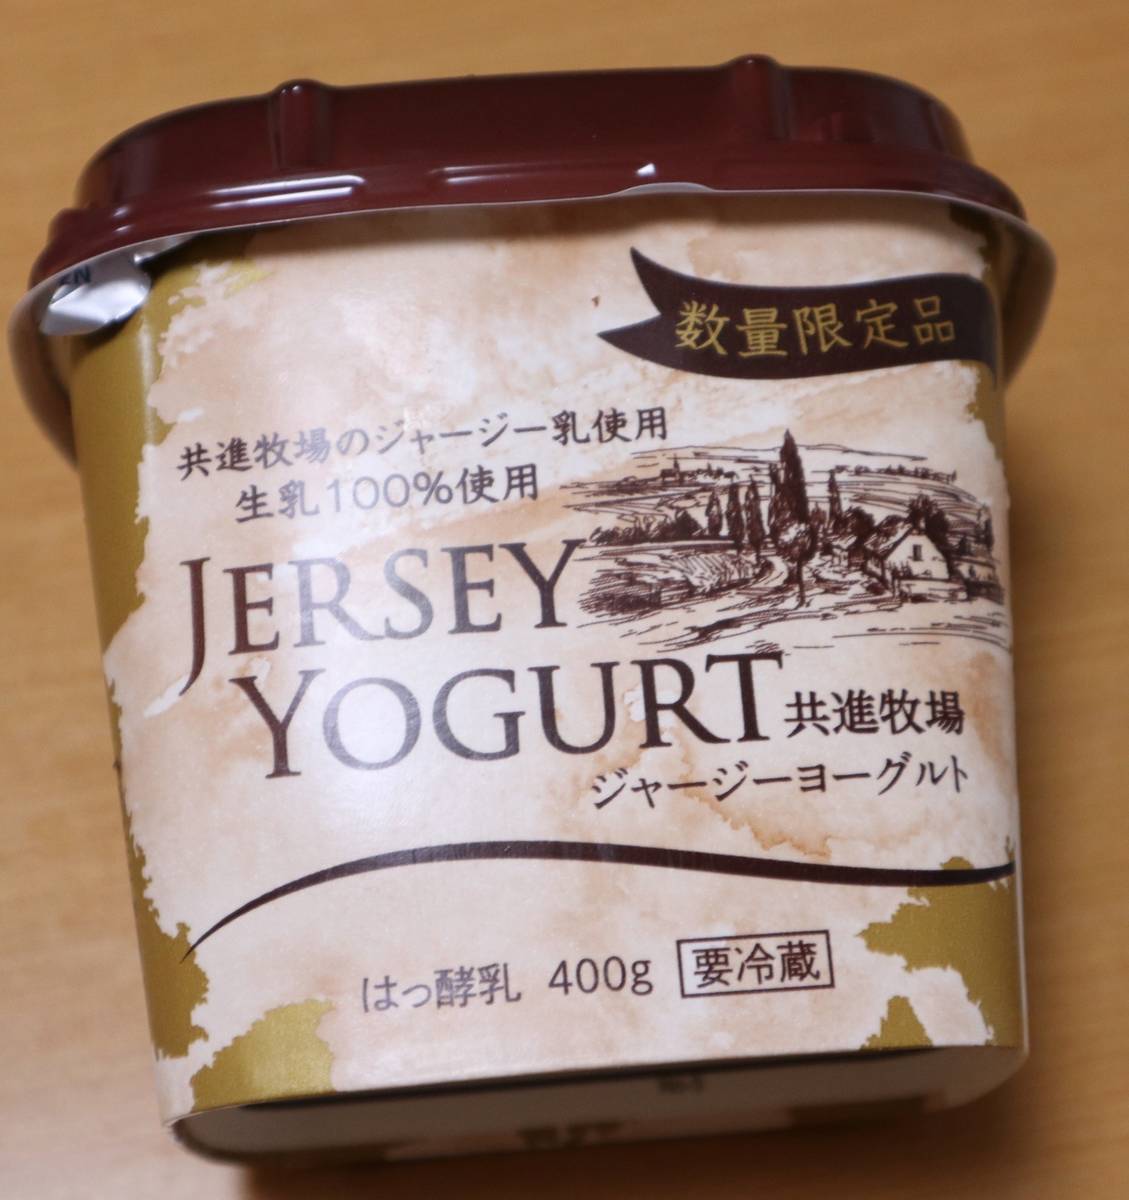 数量限定品
共進牧場のジャージー乳使用
生乳100%使用
JERSEY
YOGURT
共進牧場
ジャージーヨーグルト
はっ酵乳 400g 要冷蔵